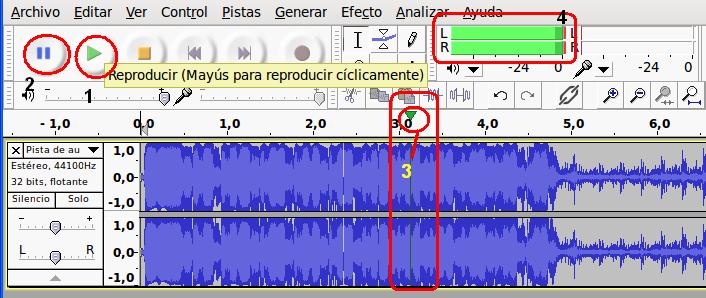 Archivo Editar Ver Control Pistas Generar Efecto Analizar Ayuda
4
L L
R R
Reproducir (Mayús para reproducir cíclicamente)
-24 0 -24 0
2 1
- + - +
-1,0 0,0 1,0 2,0 3,0 4,0 5,0 6,0
X Pista de au
Estéreo, 44100Hz
32 bits, flotante
Silencio Solo
- +
L R
1,0
0,0
-1,0
1,0
0,0
-1,0
3